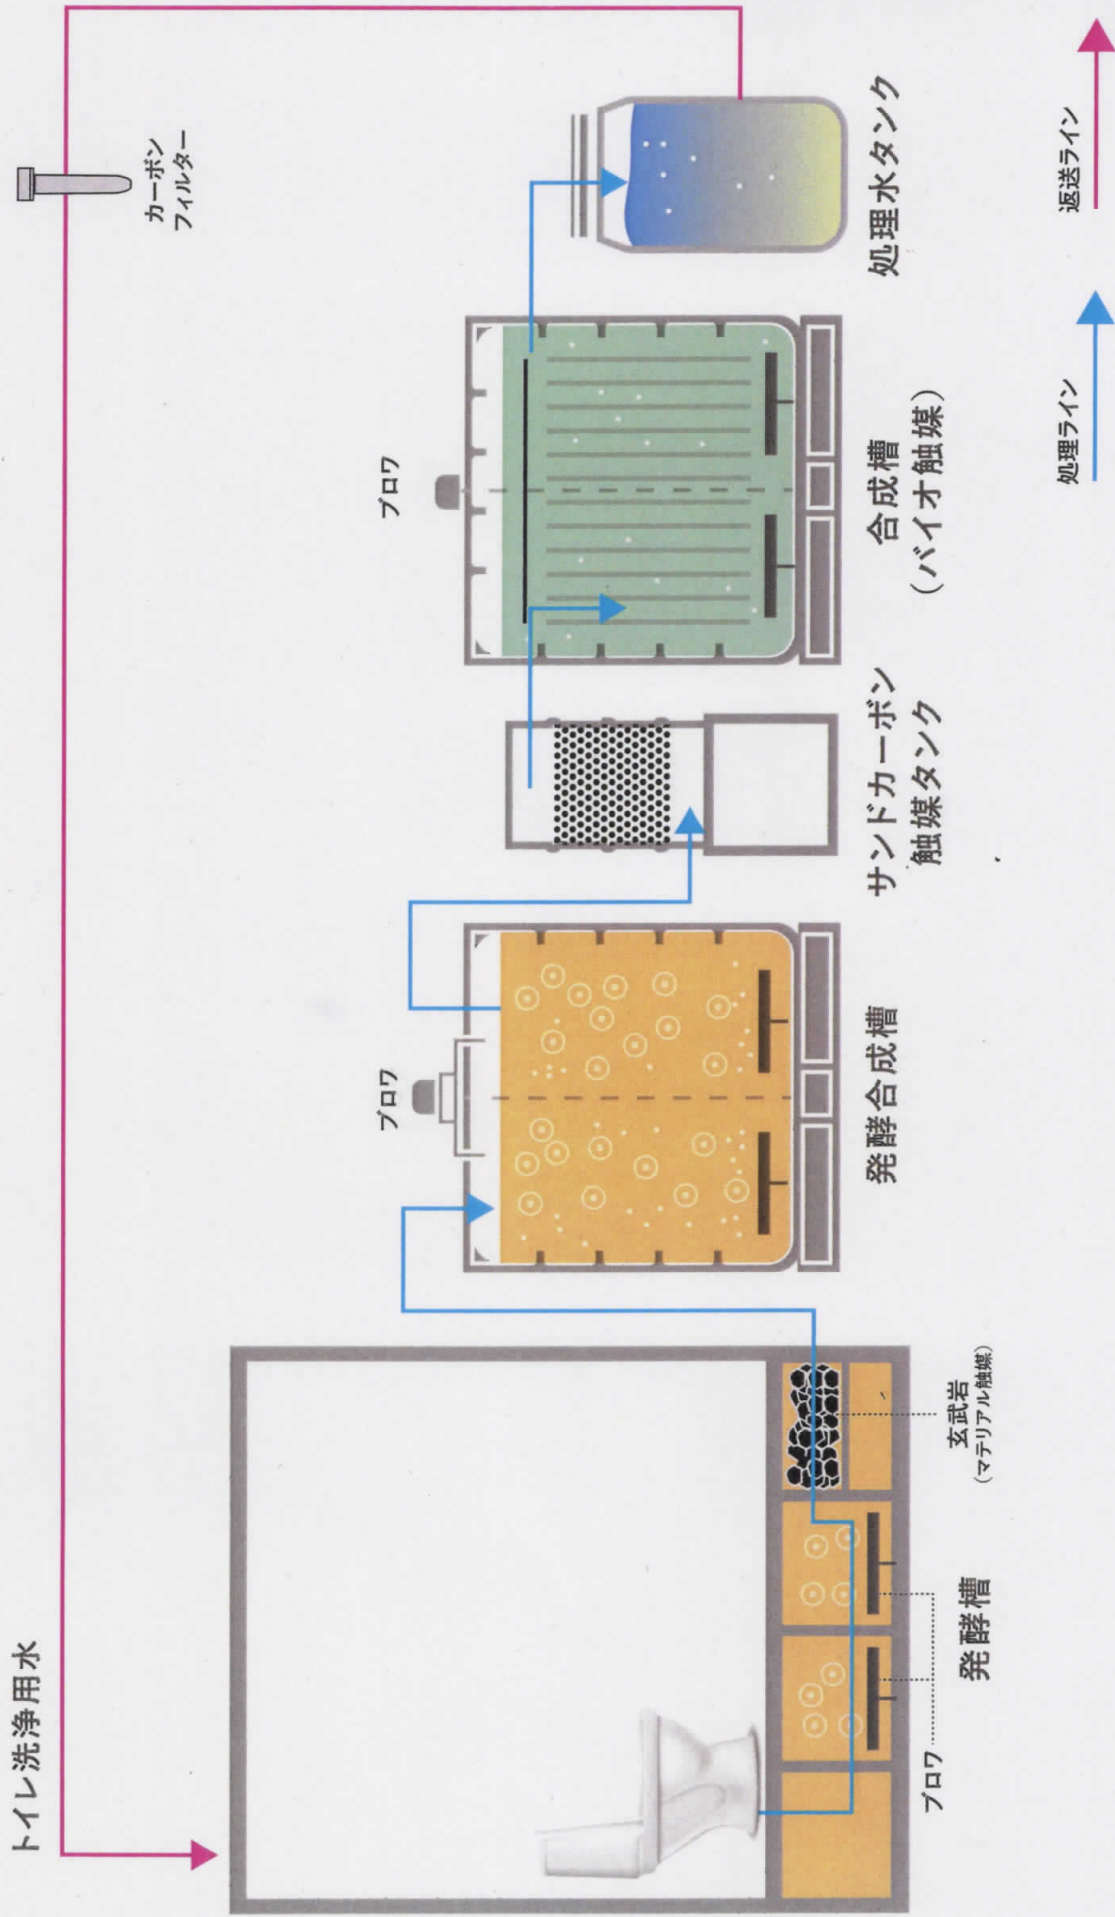 トイレ洗浄用水
カーボン
フィルター
ブロワ
ブロワ
発酵槽
ブロワ
玄武岩
(マテリアル触媒)
発酵合成槽
サンドカーボン
触媒タンク
合成槽
(バイオ触媒)
処理水タンク
処理ライン
返送ライン